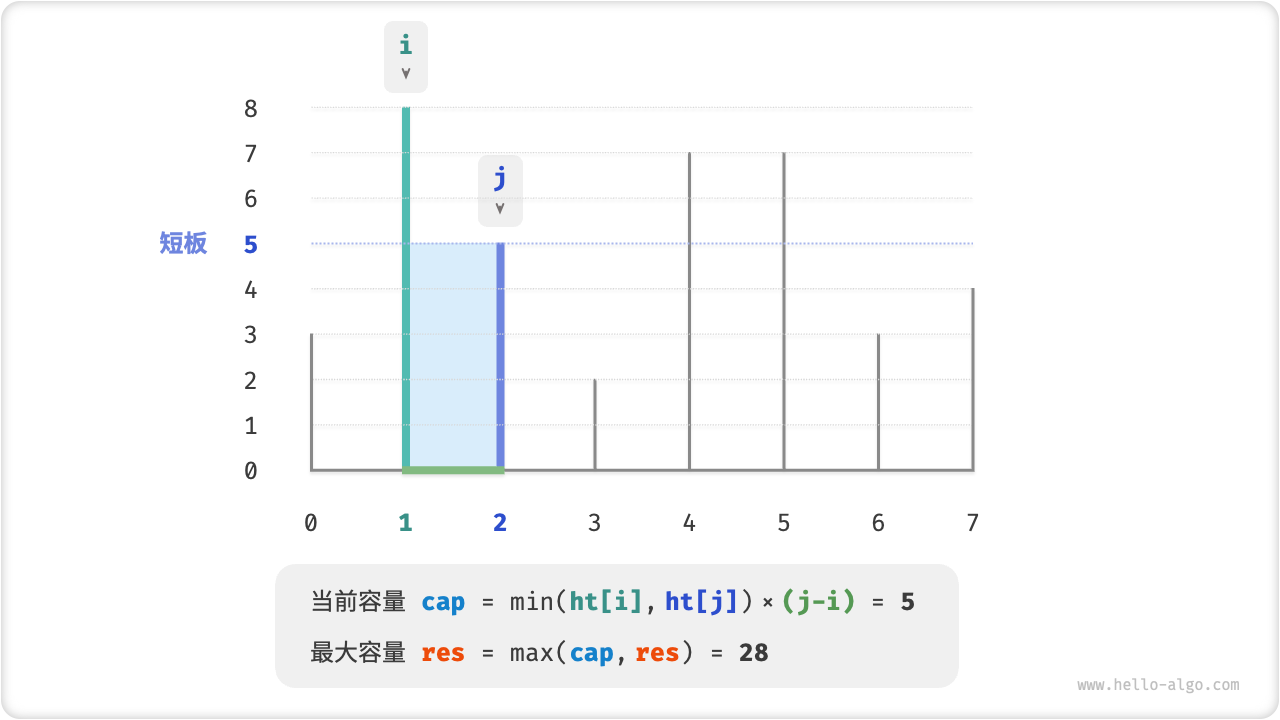 i
8
7
j
6
短板 5
4
3
2
1
0
0 1 2 3 4 5 6 7
当前容量 cap = min(ht[i], ht[j]) × (j-i) = 5
最大容量 res = max(cap, res) = 28
www.hello-algo.com